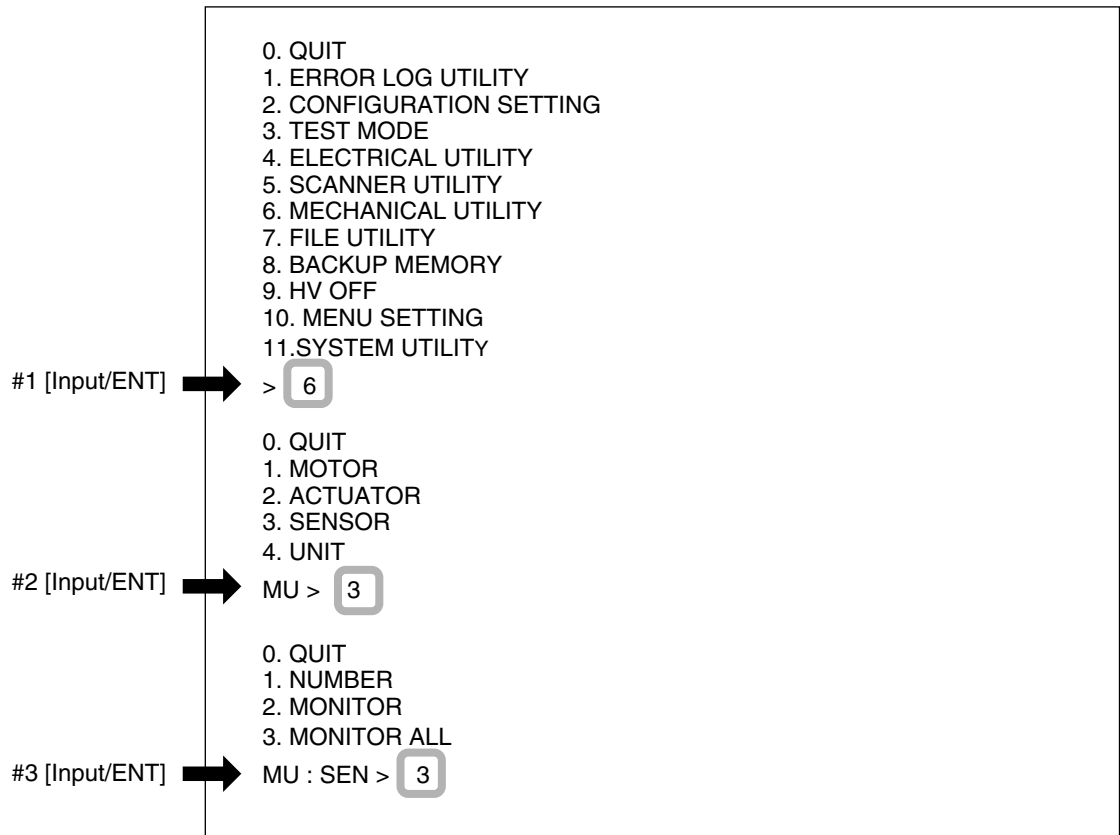 0. QUIT
1. ERROR LOG UTILITY
2. CONFIGURATION SETTING
3. TEST MODE
4. ELECTRICAL UTILITY
5. SCANNER UTILITY
6. MECHANICAL UTILITY
7. FILE UTILITY
8. BACKUP MEMORY
9. HV OFF
10. MENU SETTING
11.SYSTEM UTILITY
#1 [Input/ENT] > 6
0. QUIT
1. MOTOR
2. ACTUATOR
3. SENSOR
4. UNIT
#2 [Input/ENT] MU > 3
0. QUIT
1. NUMBER
2. MONITOR
3. MONITOR ALL
#3 [Input/ENT] MU : SEN > 3